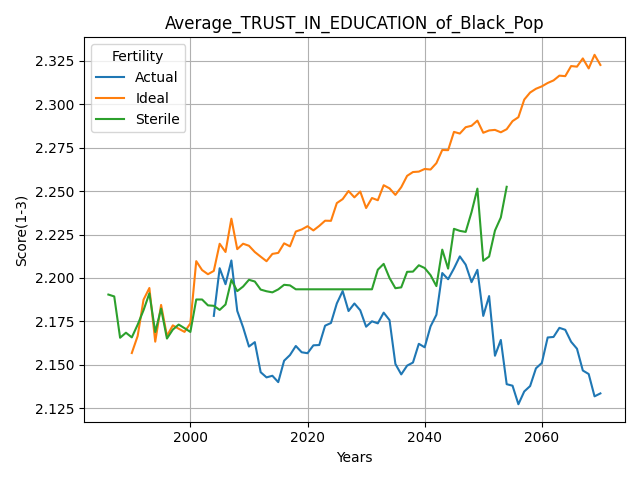 Average_TRUST_IN_EDUCATION_of_Black_Pop
Fertility
Actual
Ideal
Sterile
Score(1-3)
2.325
2.300
2.275
2.250
2.225
2.200
2.175
2.150
2.125
2000 2020 2040 2060
Years